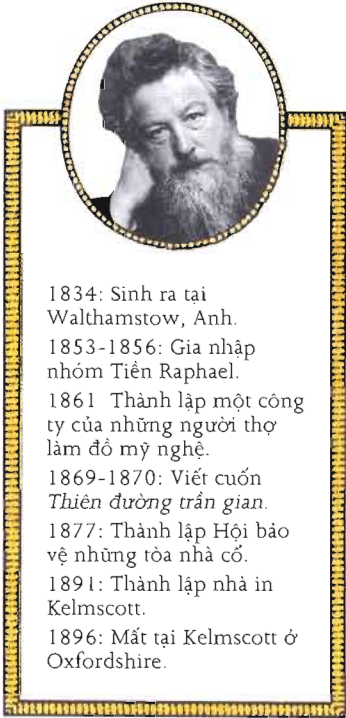 1834: Sinh ra tại
Walthamstow, Anh.
1853-1856: Gia nhập
nhóm Tiền Raphael.
1861 Thành lập một công
ty của những người thợ
làm đồ mỹ nghệ.
1869-1870: Viết cuốn
Thiên đường trần gian.
1877: Thành lập Hội bảo
vệ những tòa nhà cổ.
1891: Thành lập nhà in
Kelmscott.
1896: Mất tại Kelmscott ở
Oxfordshire.